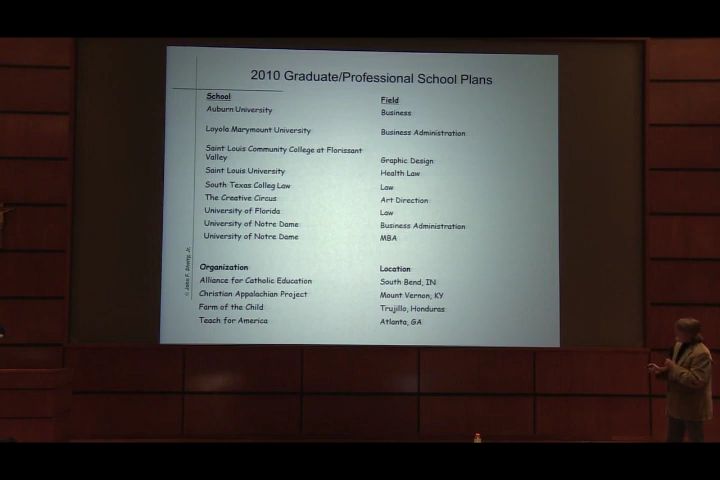 2010 Graduate/Professional School Plans
School Field
Auburn University Business
Loyola Marymount University Business Administration
Saint Louis Community College at Florissant
Valley Graphic Design
Saint Louis University Health Law
South Texas Colleg Law Law
The Creative Circus Art Direction
University of Florida Law
University of Notre Dame Business Administration
University of Notre Dame MBA
Organization Location
Alliance for Catholic Education South Bend, IN
Christian Appalachian Project Mount Vernon, KY
Farm of the Child Trujillo, Honduras
Teach for America Atlanta, GA
© John F. Sherry, Jr.